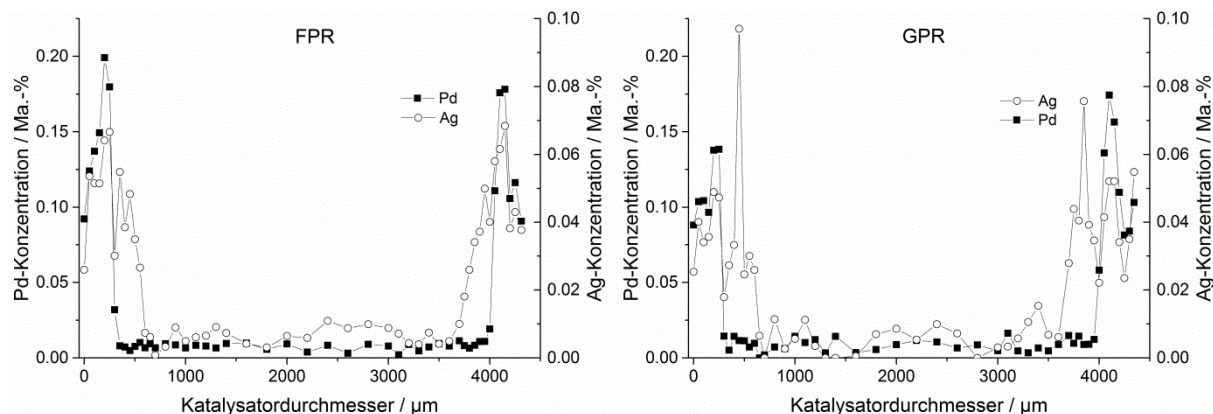 FPR
Pd-Konzentration / Ma.-%
0.20
0.15
0.10
0.05
0.00
Pd
Ag
0.10
0.08
0.06
0.04
0.02
0.00
Ag-Konzentration / Ma.-%
0 1000 2000 3000 4000
Katalysatordurchmesser / µm
GPR
Pd-Konzentration / Ma.-%
0.20
0.15
0.10
0.05
0.00
Ag
Pd
0.10
0.08
0.06
0.04
0.02
0.00
Ag-Konzentration / Ma.-%
0 1000 2000 3000 4000
Katalysatordurchmesser / µm